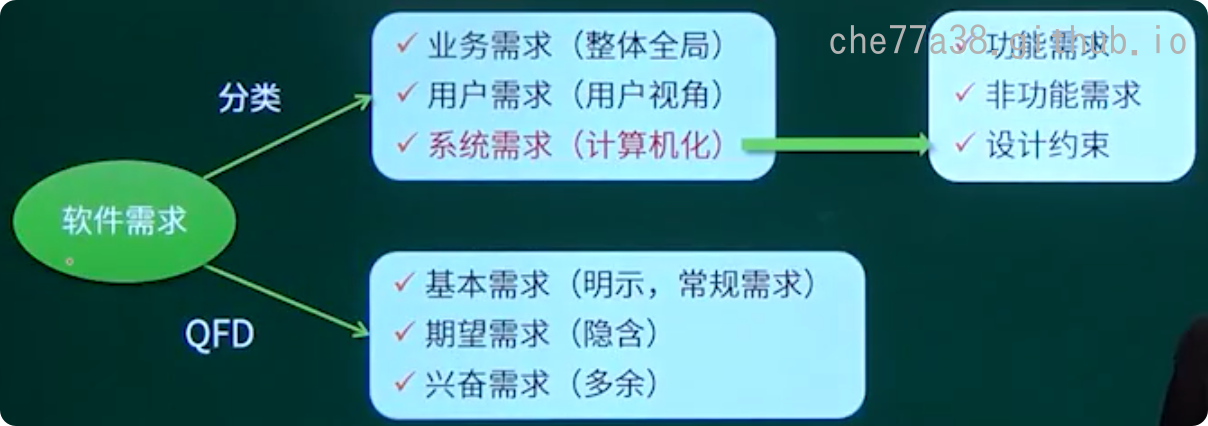 che77a38.github.io
分类
✓ 业务需求（整体全局）
✓ 用户需求（用户视角）
✓ 系统需求（计算机化）
✓ 功能需求
✓ 非功能需求
✓ 设计约束
软件需求
QFD
✓ 基本需求（明示，常规需求）
✓ 期望需求（隐含）
✓ 兴奋需求（多余）